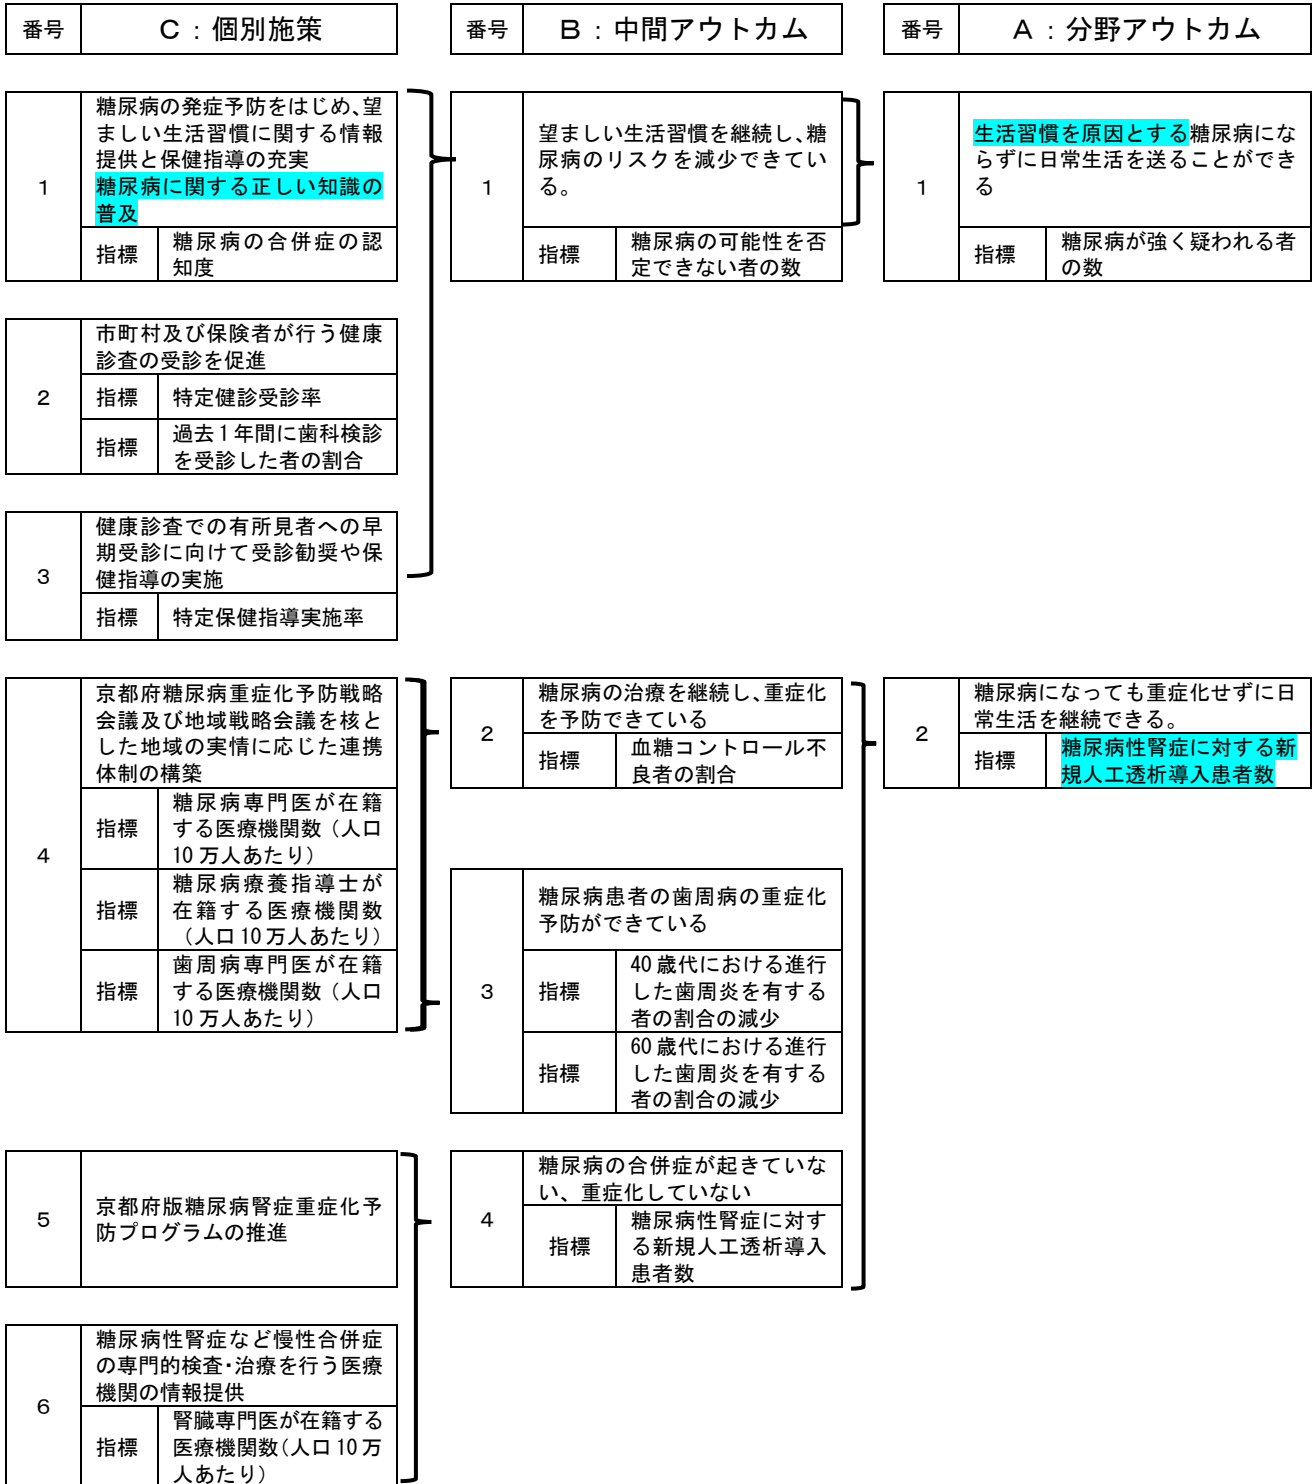 番号
C：個別施策
番号
B：中間アウトカム
番号
A：分野アウトカム
1
糖尿病の発症予防をはじめ、望
ましい生活習慣に関する情報
提供と保健指導の充実
糖尿病に関する正しい知識の
普及
指標
糖尿病の合併症の認
知度
1
望ましい生活習慣を継続し、糖
尿病のリスクを減少できてい
る。
指標
糖尿病の可能性を否
定できない者の数
1
生活習慣を原因とする糖尿病にな
らずに日常生活を送ることができ
る
指標
糖尿病が強く疑われる者
の数
2
市町村及び保険者が行う健康
診査の受診を促進
指標
特定健診受診率
指標
過去1年間に歯科検診
を受診した者の割合
3
健康診査での有所見者への早
期受診に向けて受診勧奨や保
健指導の実施
指標
特定保健指導実施率
4
京都府糖尿病重症化予防戦略
会議及び地域戦略会議を核と
した地域の実情に応じた連携
体制の構築
指標
糖尿病専門医が在籍
する医療機関数（人口
10万人あたり）
指標
糖尿病療養指導士が
在籍する医療機関数
（人口10万人あたり）
指標
歯周病専門医が在籍
する医療機関数（人口
10万人あたり）
2
糖尿病の治療を継続し、重症化
を予防できている
指標
血糖コントロール不
良者の割合
2
糖尿病になっても重症化せずに日
常生活を継続できる。
指標
糖尿病性腎症に対する新
規人工透析導入患者数
3
糖尿病患者の歯周病の重症化
予防ができている
指標
40歳代における進行
した歯周炎を有する
者の割合の減少
指標
60歳代における進行
した歯周炎を有する
者の割合の減少
5
京都府版糖尿病腎症重症化予
防プログラムの推進
4
糖尿病の合併症が起きていな
い、重症化していない
指標
糖尿病性腎症に対す
る新規人工透析導入
患者数
6
糖尿病性腎症など慢性合併症
の専門的検査・治療を行う医療
機関の情報提供
指標
腎臓専門医が在籍する
医療機関数（人口10万
人あたり）